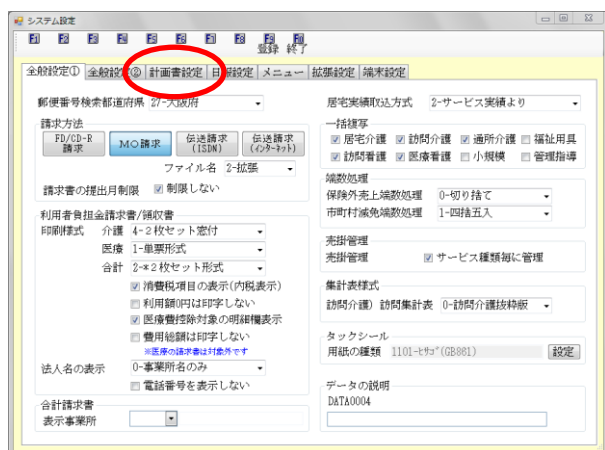 システム設定
F1 F2 F3 F4 F5 F6 F7 F8 F9 F10
登録 終了
全般設定① 全般設定② 計画書設定 日報設定 メニュー 拡張設定 端末設定
郵便番号検索都道府県 27-大阪府
請求方法
FD/CD-R請求 MO請求 伝送請求(ISDN) 伝送請求(インターネット)
ファイル名 2-拡張
請求書の提出月制限 制限しない
利用者負担金請求書/領収書
印刷様式 介護 4-2枚セット窓付
医療 1-単票形式
合計 2-*2枚セット形式
消費税項目の表示(内税表示)
利用額0円は印字しない
医療費控除対象の明細欄表示
費用総額は印字しない
※医療の請求書は対象外です
法人名の表示 0-事業所名のみ
電話番号を表示しない
合計請求書
表示事業所
居宅実績取込方式 2-サービス実績より
一括複写
居宅介護 訪問介護 通所介護 福祉用具
訪問看護 医療看護 小規模 管理指導
端数処理
保険外売上端数処理 0-切り捨て
市町村減免端数処理 1-四捨五入
売掛管理
売掛管理 サービス種類毎に管理
集計表様式
訪問介護) 訪問集計表 0-訪問介護抜粋版
タックシール
用紙の種類 1101-ヒサゴ(GB861) 設定
データの説明
DATA0004